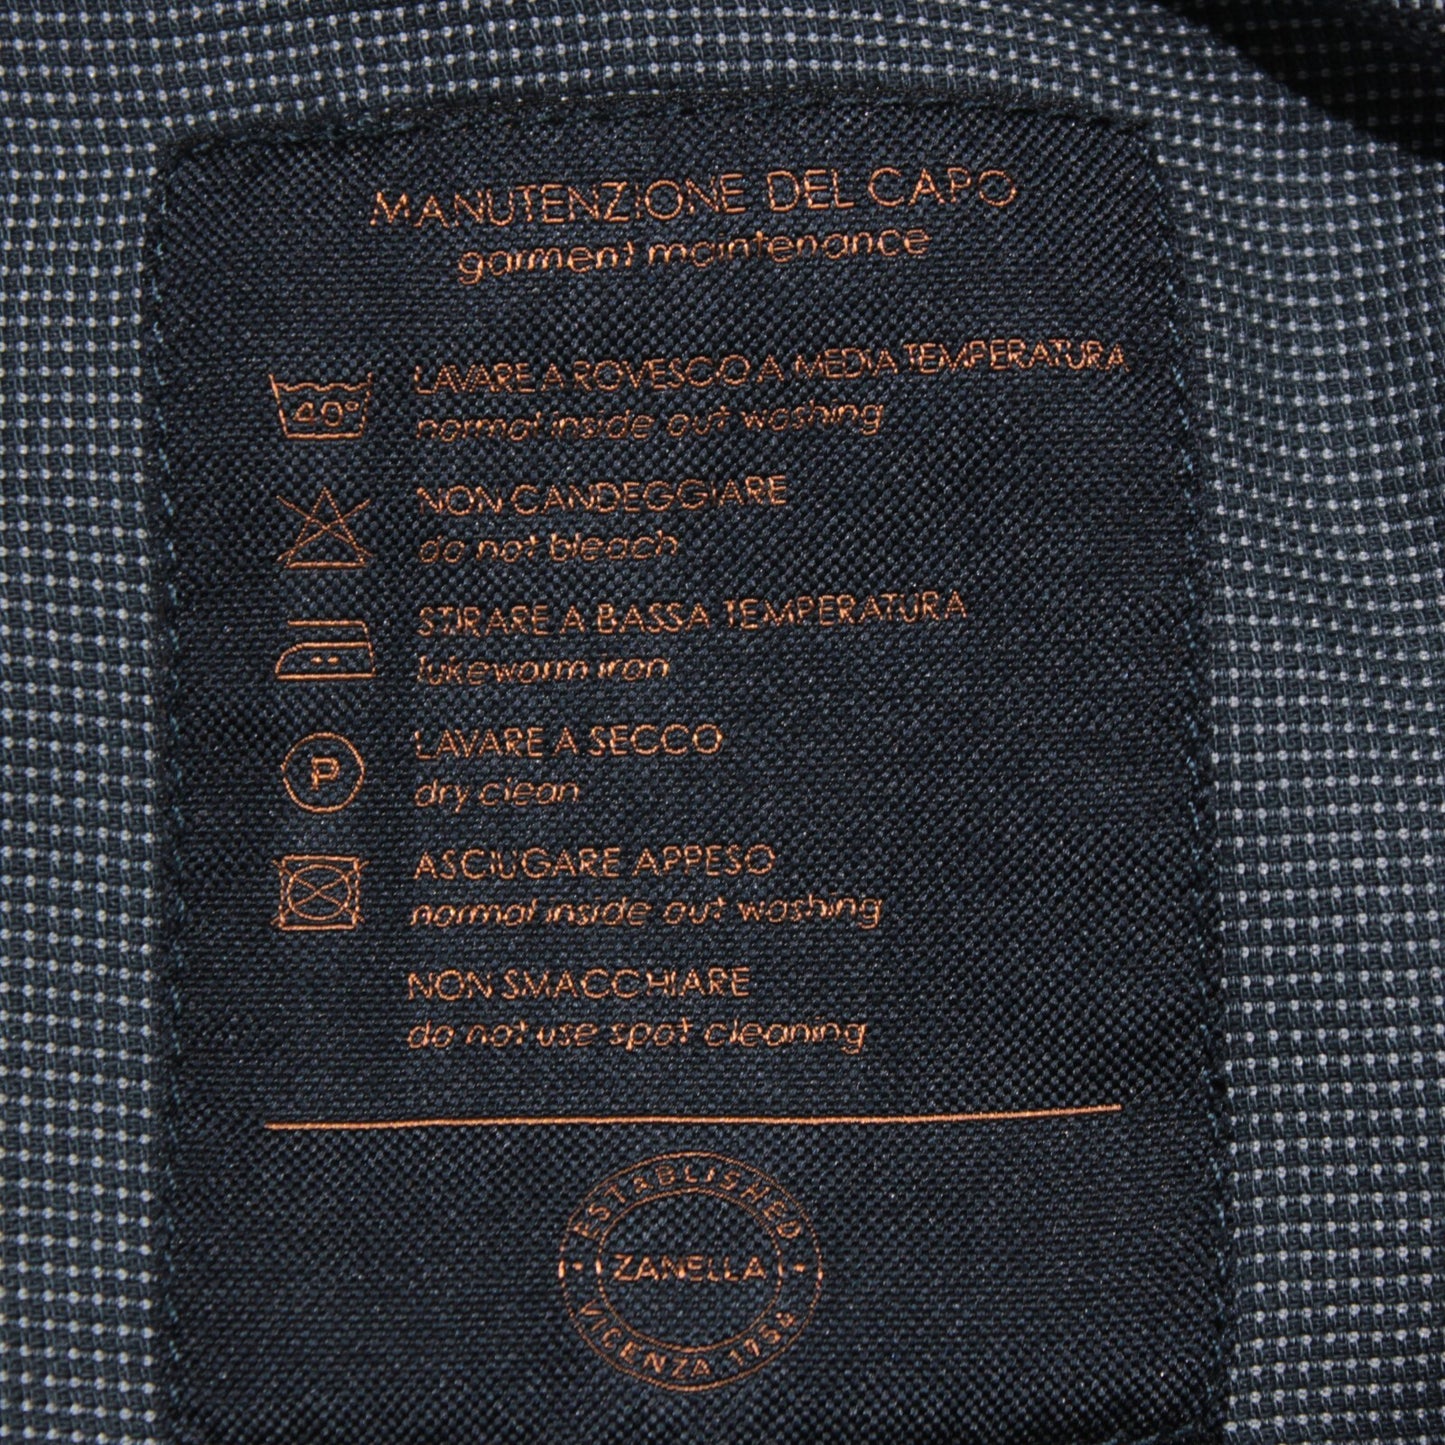 MANUTENZIONE DEL CAPO
garment maintenance
40°
LAVARE A ROVESCO A MEDIA TEMPERATURA
normal inside out washing
NON CANDEGGIARE
do not bleach
STIRARE A BASSA TEMPERATURA
lukewarm iron
P
LAVARE A SECCO
dry clean
ASCIUGARE APPESO
normal inside out washing
NON SMACCHIARE
do not use spot cleaning
ESTABLISHED
ZANELLA
VICENZA